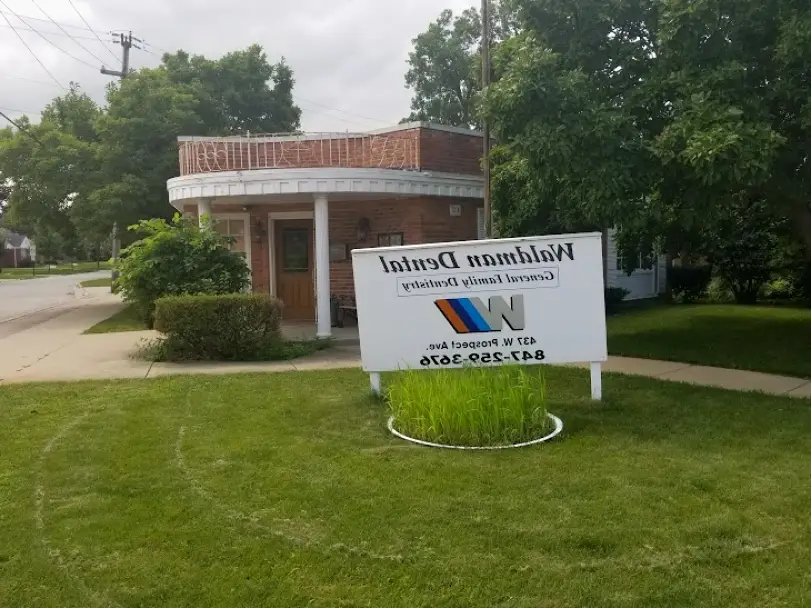 Waldman Dental
General Family Dentistry
W
437 W. Prospect Ave.
847-259-3676